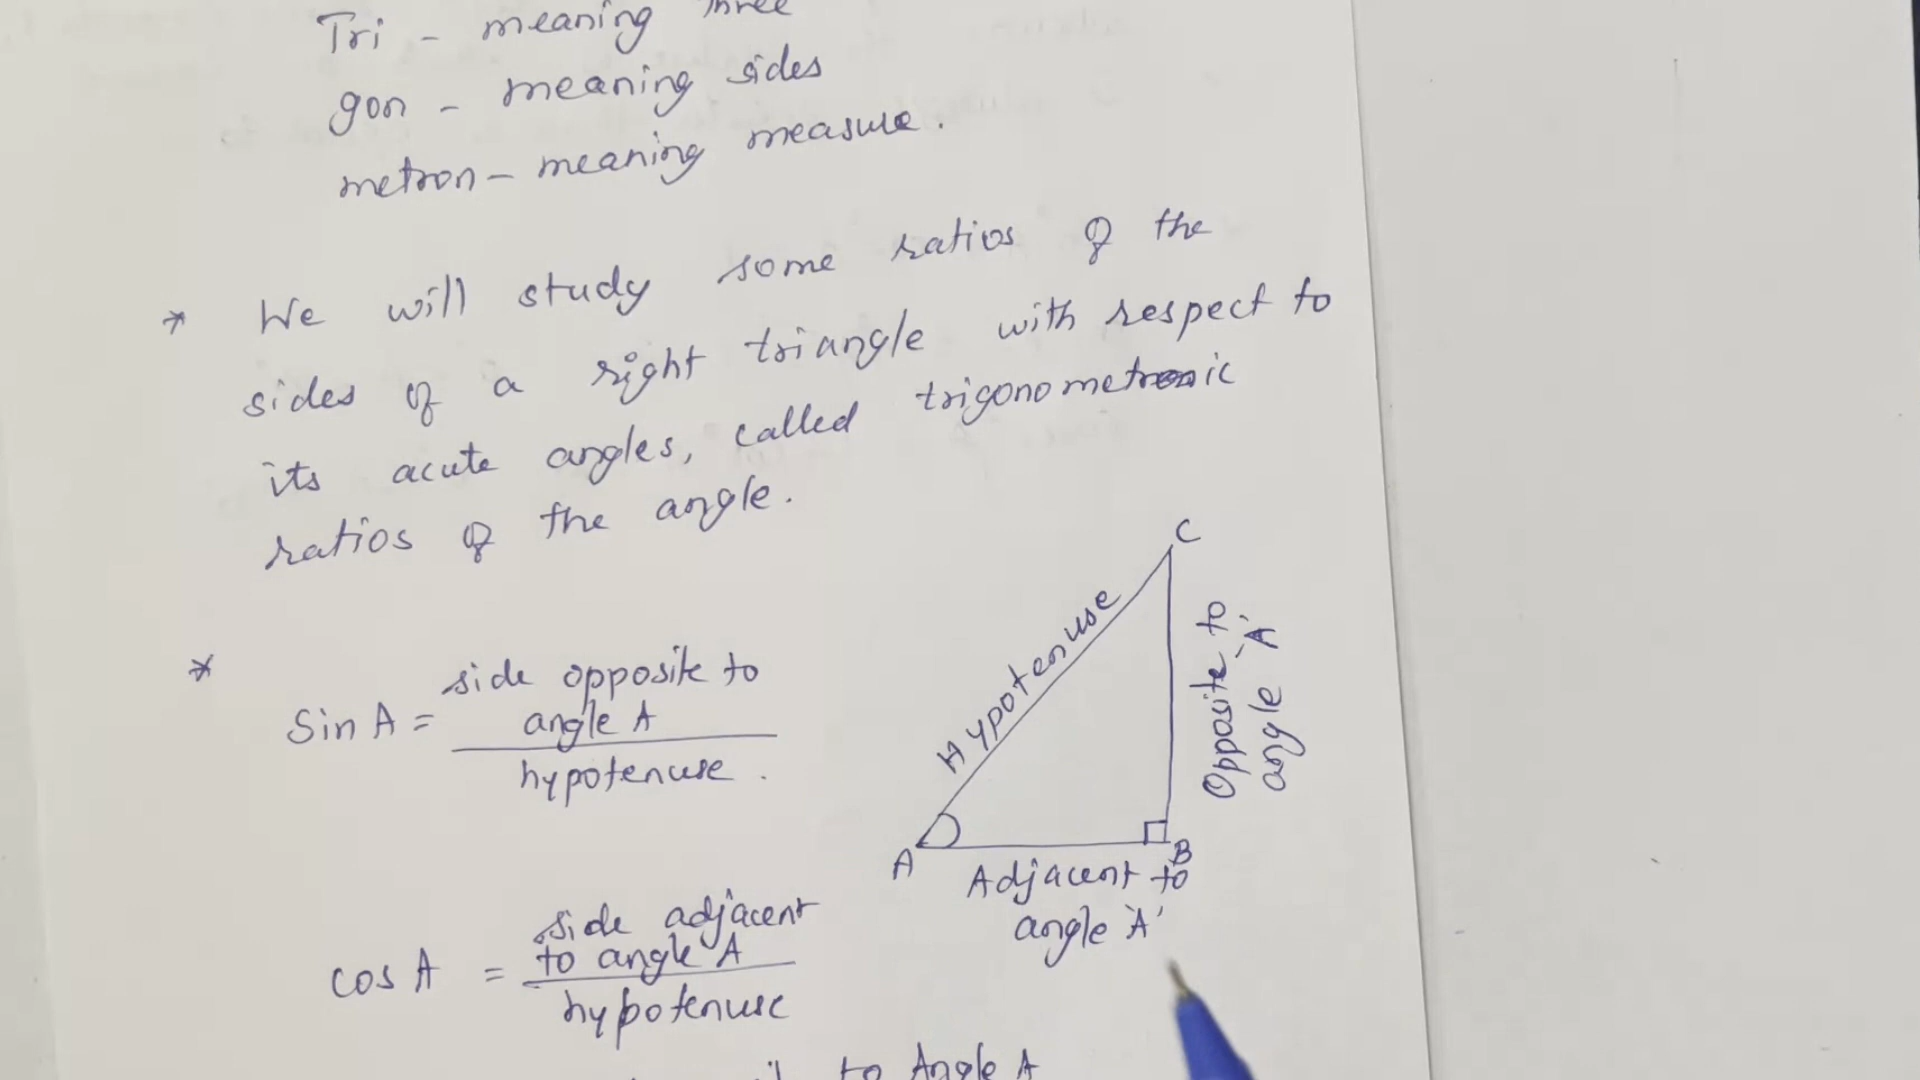 Tri - meaning three
gon - meaning sides
metron - meaning measure.
* We will study some ratios of the
sides of a right triangle with respect to
its acute angles, called trigonometric
ratios of the angle.
*
Sin A = side opposite to
angle A
hypotenuse.
cos A = side adjacent
to angle A
hypotenuse
to Angle A
C
Hypotenuse
Opposite to
angle 'A'
A
B
Adjacent to
angle 'A'